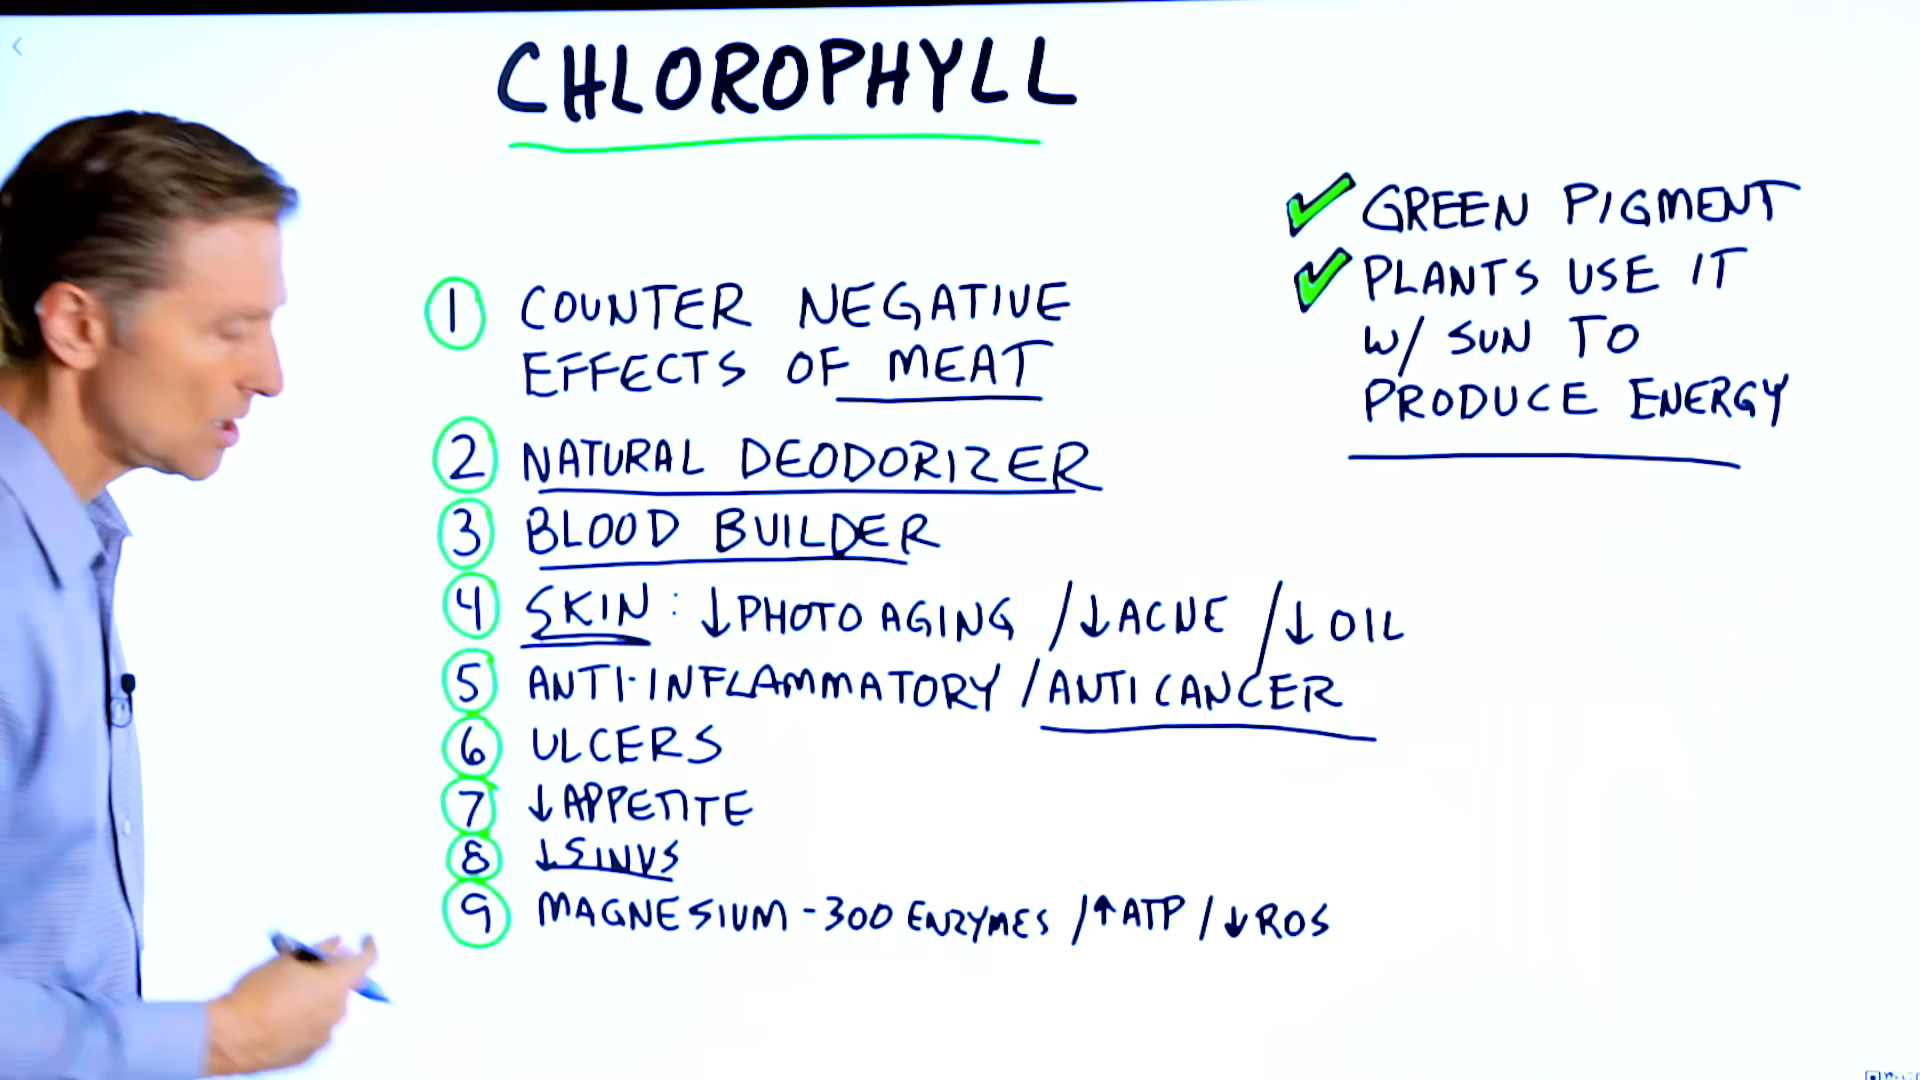 CHLOROPHYLL
✔ GREEN PIGMENT
✔ PLANTS USE IT
W/ SUN TO
PRODUCE ENERGY
1 COUNTER NEGATIVE
EFFECTS OF MEAT
2 NATURAL DEODORIZER
3 BLOOD BUILDER
4 SKIN: ↓PHOTO AGING /↓ACNE /↓OIL
5 ANTI-INFLAMMATORY /ANTI CANCER
6 ULCERS
7 ↓APPETITE
8 ↓SINUS
9 MAGNESIUM-300 ENZYMES /↑ATP /↓ROS